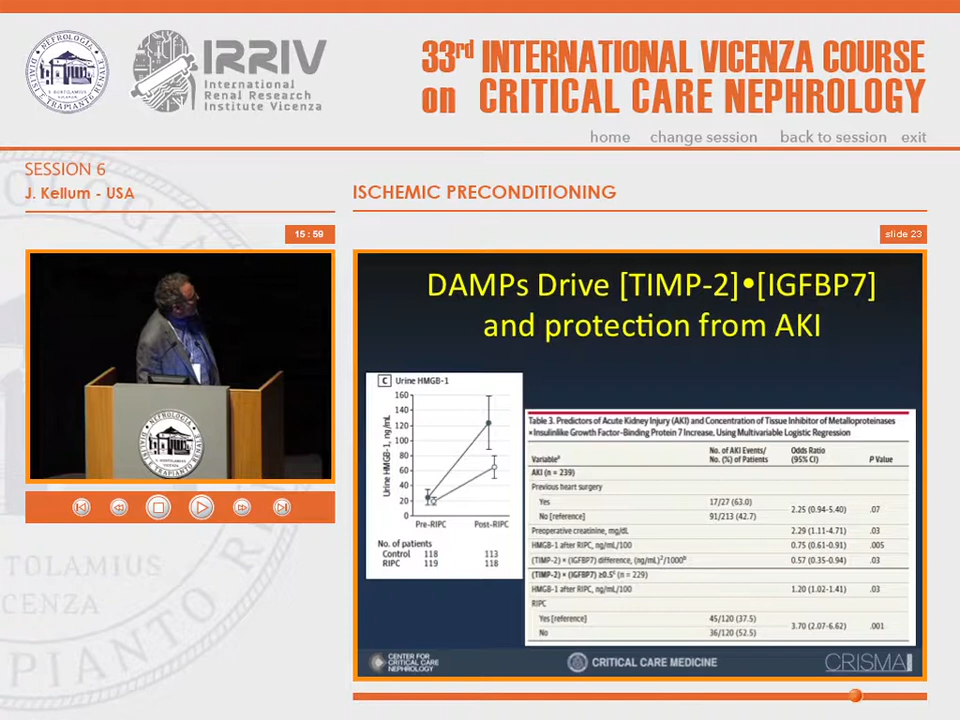 IRRIV
International
Renal Research
Institute Vicenza
33rd INTERNATIONAL VICENZA COURSE
on CRITICAL CARE NEPHROLOGY
home change session back to session exit
SESSION 6
J. Kellum - USA
ISCHEMIC PRECONDITIONING
15 : 59
slide 23
DAMPs Drive [TIMP-2]•[IGFBP7]
and protection from AKI
C Urine HMGB-1
160
140
120
100
80
60
40
20
0
Urine HMGB-1, ng/mL
Pre-RIPC Post-RIPC
No. of patients
Control 118 113
RIPC 119 118
Table 3. Predictors of Acute Kidney Injury (AKI) and Concentration of Tissue Inhibitor of Metalloproteinases
• Insulinlike Growth Factor-Binding Protein 7 Increase, Using Multivariable Logistic Regression
Variableª
No. of AKI Events/
No. (%) of Patients
Odds Ratio
(95% CI)
P Value
AKI (n = 239)
Previous heart surgery
Yes 17/27 (63.0)
2.25 (0.94-5.40) .07
No [reference] 91/213 (42.7)
Preoperative creatinine, mg/dL 2.29 (1.11-4.71) .03
HMGB-1 after RIPC, ng/mL/100 0.75 (0.61-0.91) .005
(TIMP-2) × (IGFBP7) difference, (ng/mL)²/1000ᵇ 0.57 (0.35-0.94) .03
(TIMP-2) × (IGFBP7) ≥0.5ᶜ (n = 229)
HMGB-1 after RIPC, ng/mL/100 1.20 (1.02-1.41) .03
RIPC
Yes [reference] 45/120 (37.5)
3.70 (2.07-6.62) .001
No 36/120 (52.5)
CENTER FOR
CRITICAL CARE
NEPHROLOGY
CRITICAL CARE MEDICINE
CRISMA
TOLAMIUS
CENZA